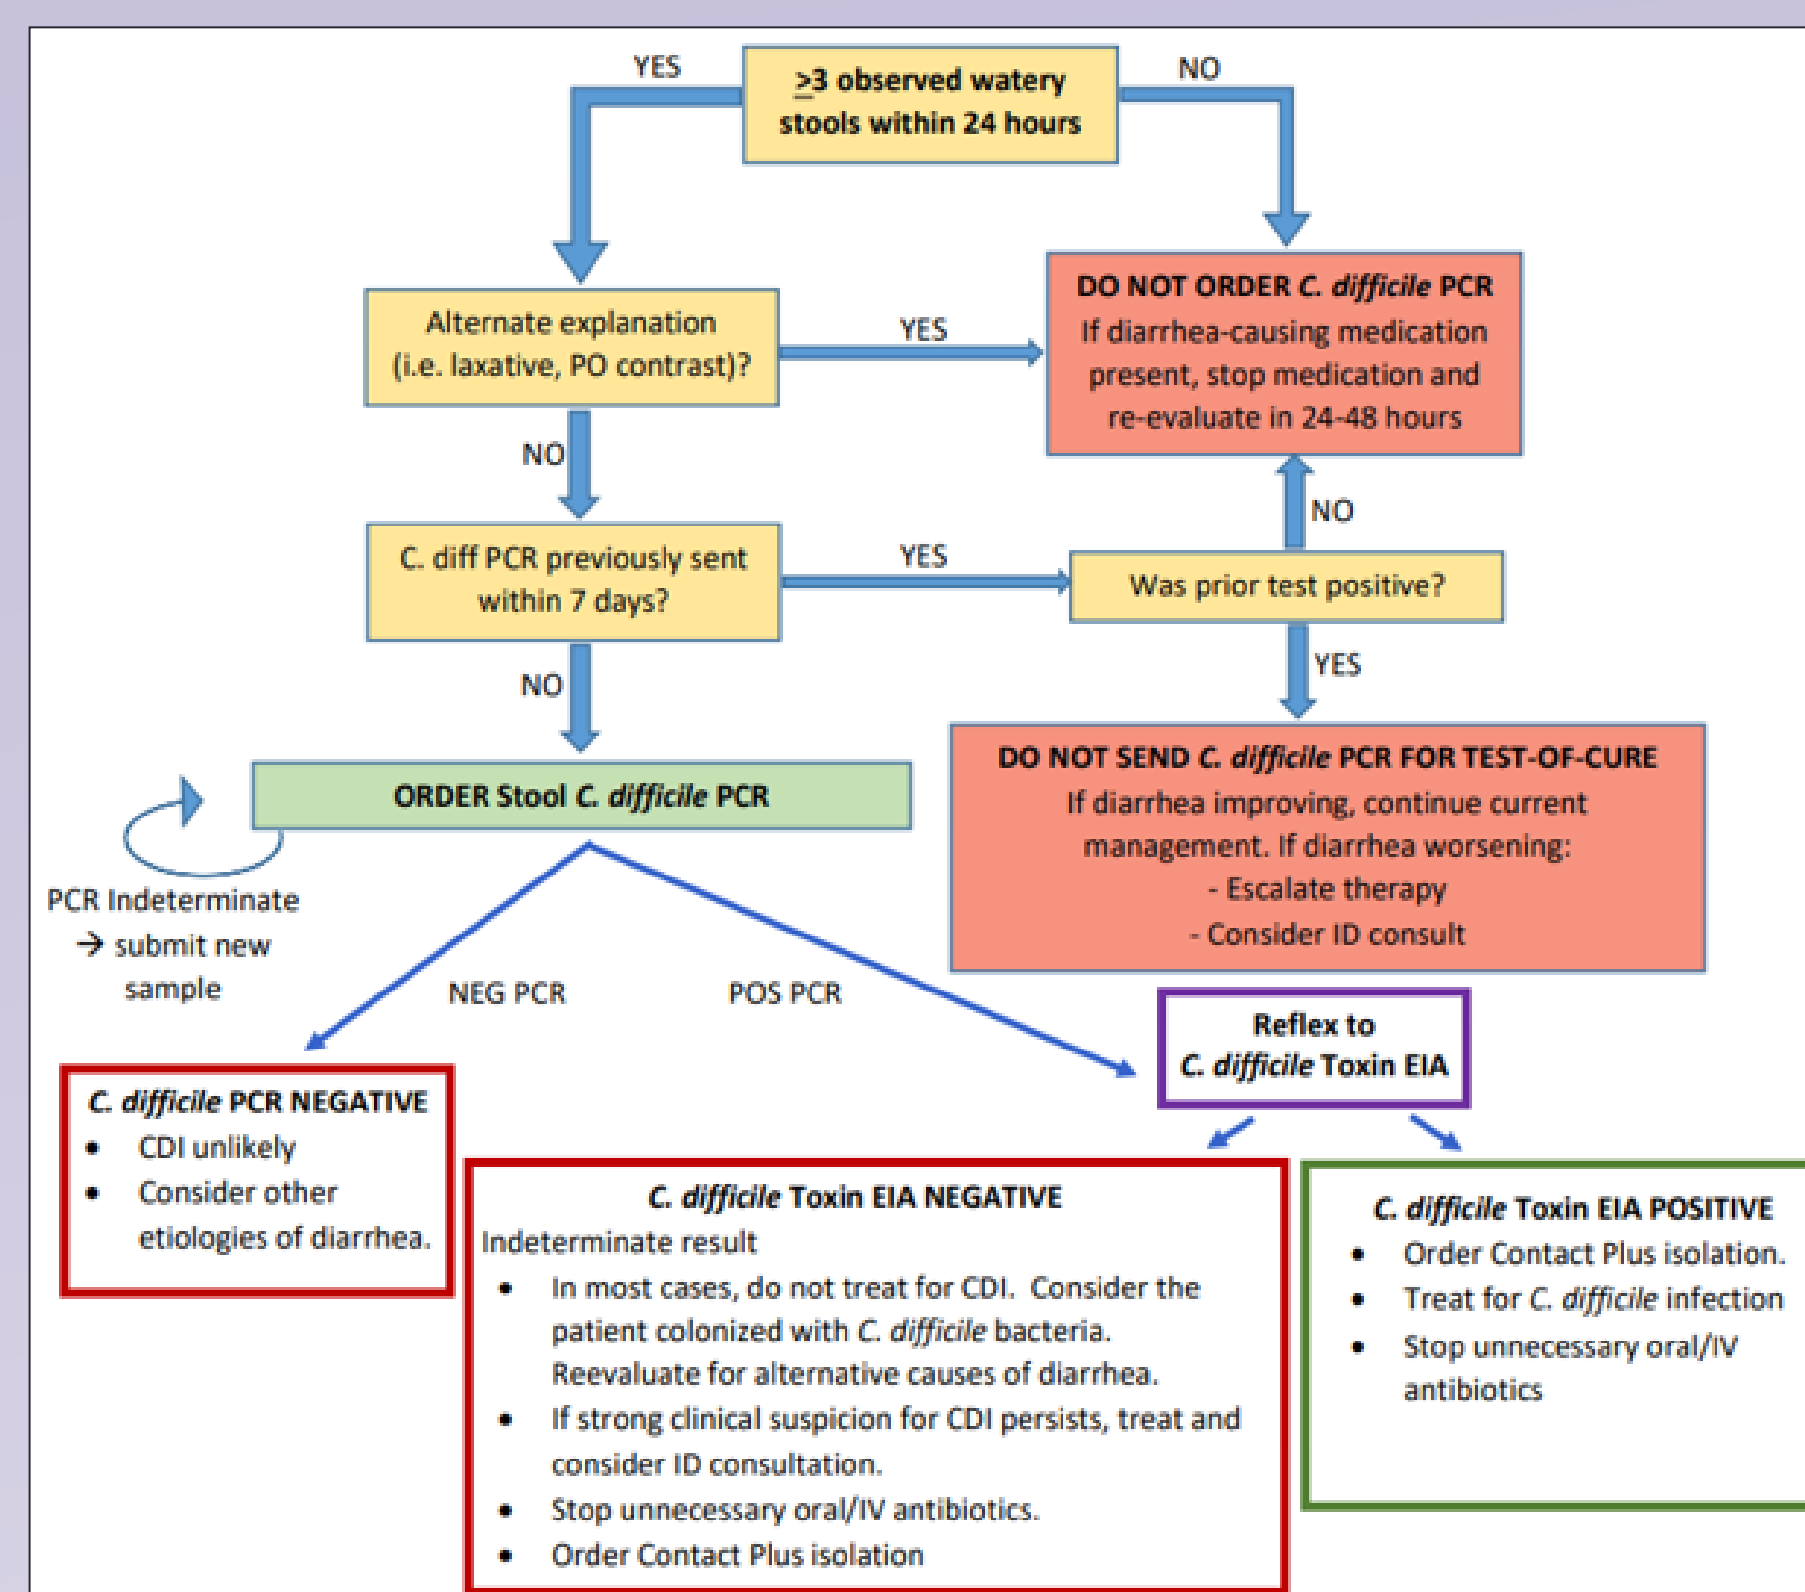 YES
≥3 observed watery
stools within 24 hours
NO
Alternate explanation
(i.e. laxative, PO contrast)?
YES
DO NOT ORDER C. difficile PCR
If diarrhea-causing medication
present, stop medication and
re-evaluate in 24-48 hours
NO
NO
C. diff PCR previously sent
within 7 days?
YES
Was prior test positive?
NO
YES
ORDER Stool C. difficile PCR
DO NOT SEND C. difficile PCR FOR TEST-OF-CURE
If diarrhea improving, continue current
management. If diarrhea worsening:
- Escalate therapy
- Consider ID consult
PCR Indeterminate
→ submit new
sample
NEG PCR
POS PCR
Reflex to
C. difficile Toxin EIA
C. difficile PCR NEGATIVE
• CDI unlikely
• Consider other
etiologies of diarrhea.
C. difficile Toxin EIA NEGATIVE
Indeterminate result
• In most cases, do not treat for CDI. Consider the
patient colonized with C. difficile bacteria.
Reevaluate for alternative causes of diarrhea.
• If strong clinical suspicion for CDI persists, treat and
consider ID consultation.
• Stop unnecessary oral/IV antibiotics.
• Order Contact Plus isolation
C. difficile Toxin EIA POSITIVE
• Order Contact Plus isolation.
• Treat for C. difficile infection
• Stop unnecessary oral/IV
antibiotics